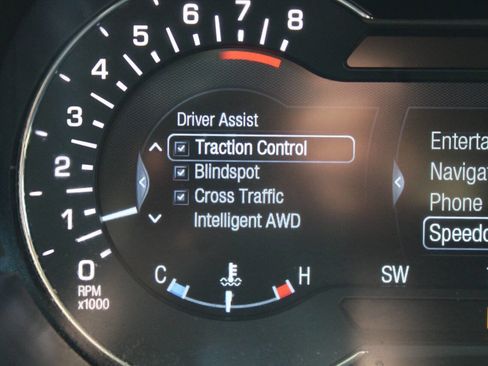 8
7
6
5
4
3
2
1
0
RPM
x1000
Driver Assist
Traction Control
Blindspot
Cross Traffic
Intelligent AWD
C
H
SW
Enterta
Navigat
Phone
Speedo